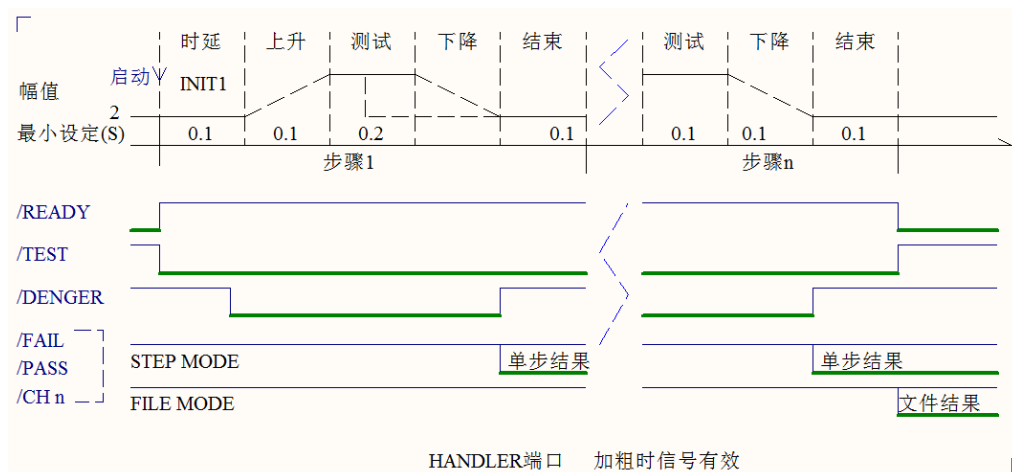 时延 上升 测试 下降 结束 测试 下降 结束
启动 INIT1
幅值
2
最小设定(S) 0.1 0.1 0.2 0.1 0.1 0.1 0.1
步骤1 步骤n
/READY
/TEST
/DENGER
/FAIL
STEP MODE 单步结果 单步结果
/PASS
/CH n
FILE MODE 文件结果
HANDLER端口 加粗时信号有效